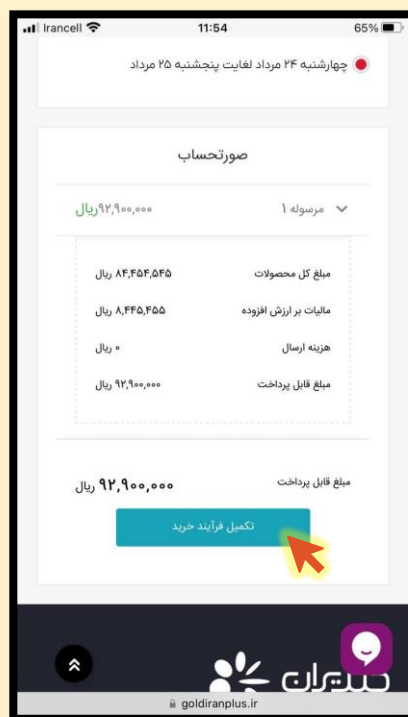 Irancell 11:54 65%
چهارشنبه ۲۴ مرداد لغایت پنجشنبه ۲۵ مرداد
صورتحساب
مرسوله ۱ ۹۲,۹۰۰,۰۰۰ریال
مبلغ کل محصولات ۸۴,۴۵۴,۵۴۵ ریال
مالیات بر ارزش افزوده ۸,۴۴۵,۴۵۵ ریال
هزینه ارسال ۰ ریال
مبلغ قابل پرداخت ۹۲,۹۰۰,۰۰۰ ریال
مبلغ قابل پرداخت ۹۲,۹۰۰,۰۰۰ ریال
تکمیل فرآیند خرید
goldiranplus.ir